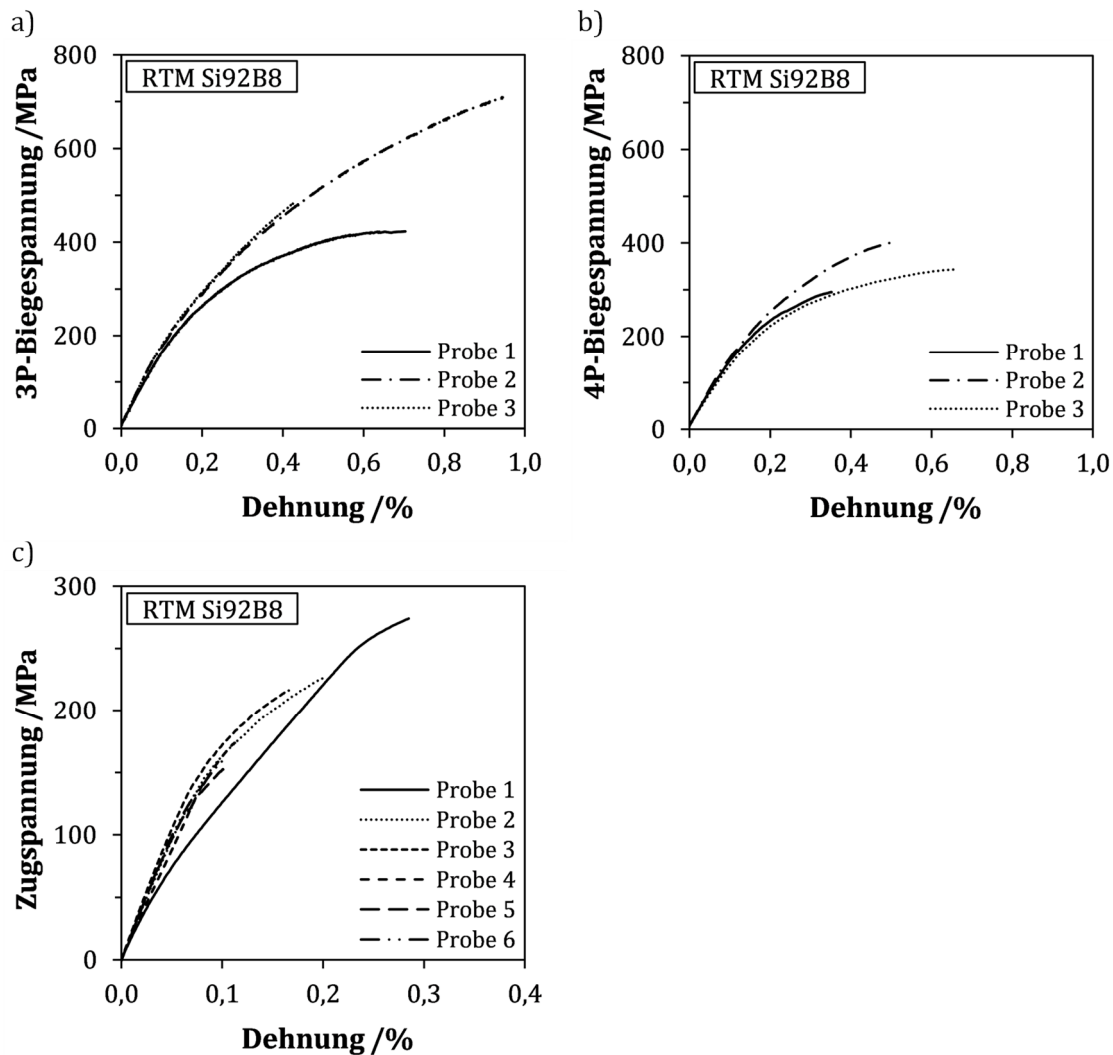 a)
3P-Biegespannung /MPa
800
600
400
200
0
RTM Si92B8
Probe 1
Probe 2
Probe 3
0,0 0,2 0,4 0,6 0,8 1,0
Dehnung /%
b)
4P-Biegespannung /MPa
800
600
400
200
0
RTM Si92B8
Probe 1
Probe 2
Probe 3
0,0 0,2 0,4 0,6 0,8 1,0
Dehnung /%
c)
Zugspannung /MPa
300
200
100
0
RTM Si92B8
Probe 1
Probe 2
Probe 3
Probe 4
Probe 5
Probe 6
0,0 0,1 0,2 0,3 0,4
Dehnung /%